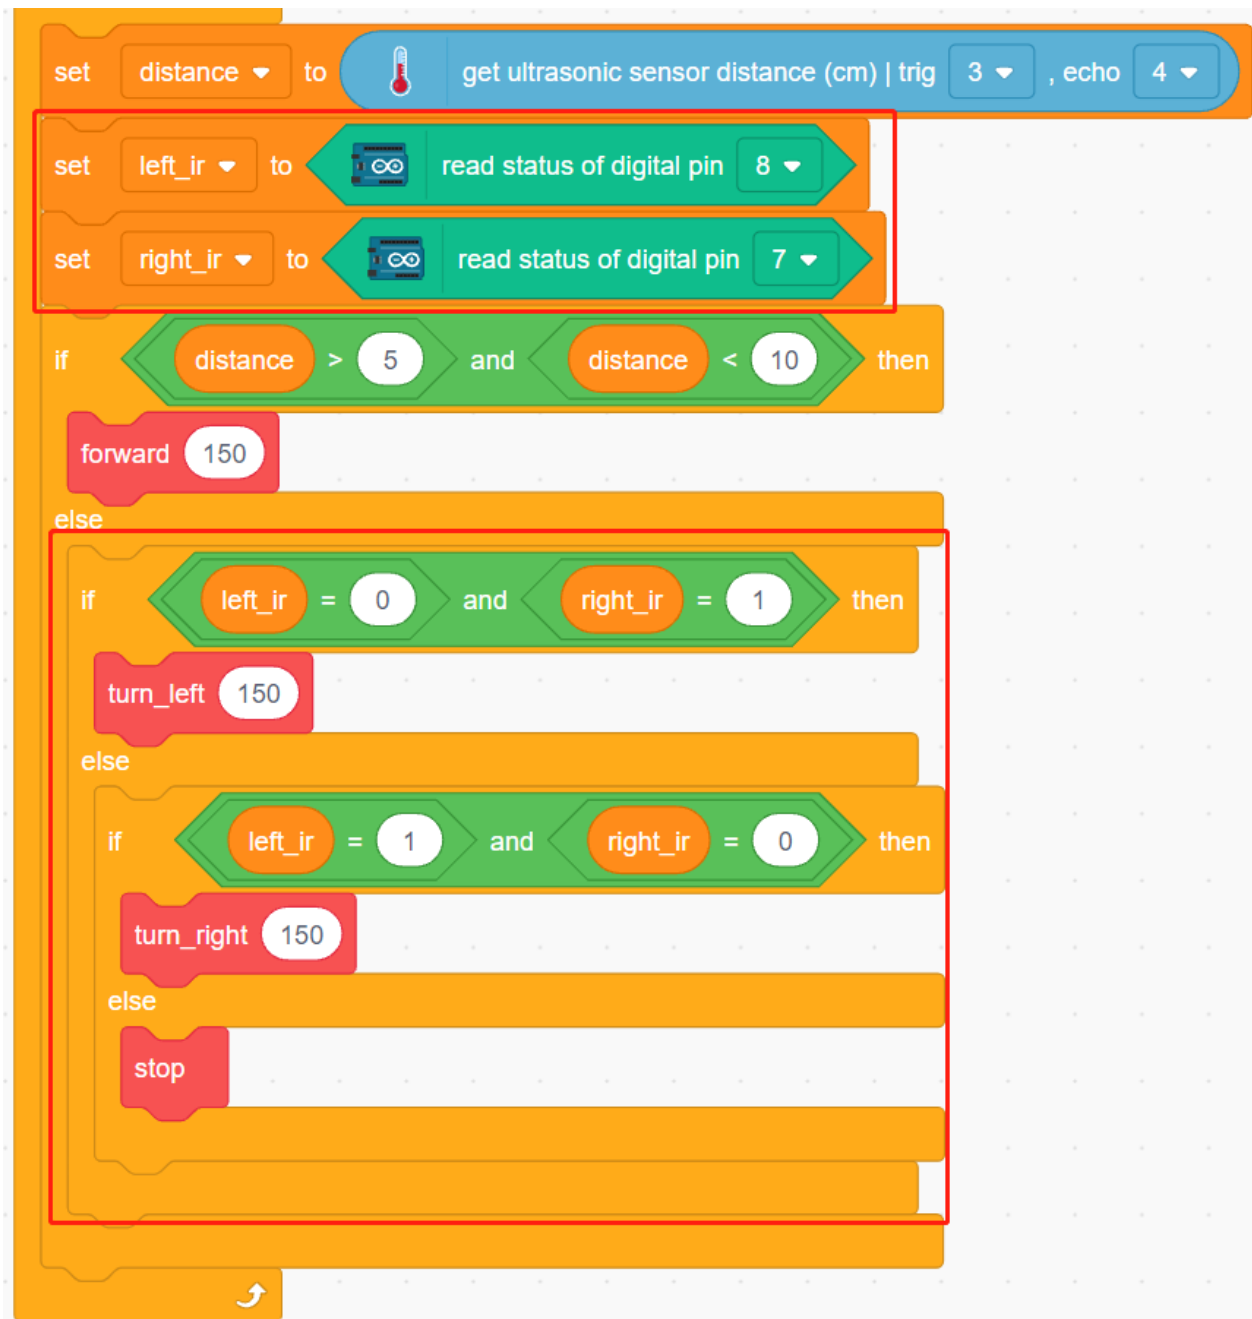 set distance to get ultrasonic sensor distance (cm) | trig 3 , echo 4
set left_ir to read status of digital pin 8
set right_ir to read status of digital pin 7
if distance > 5 and distance < 10 then
forward 150
else
if left_ir = 0 and right_ir = 1 then
turn_left 150
else
if left_ir = 1 and right_ir = 0 then
turn_right 150
else
stop